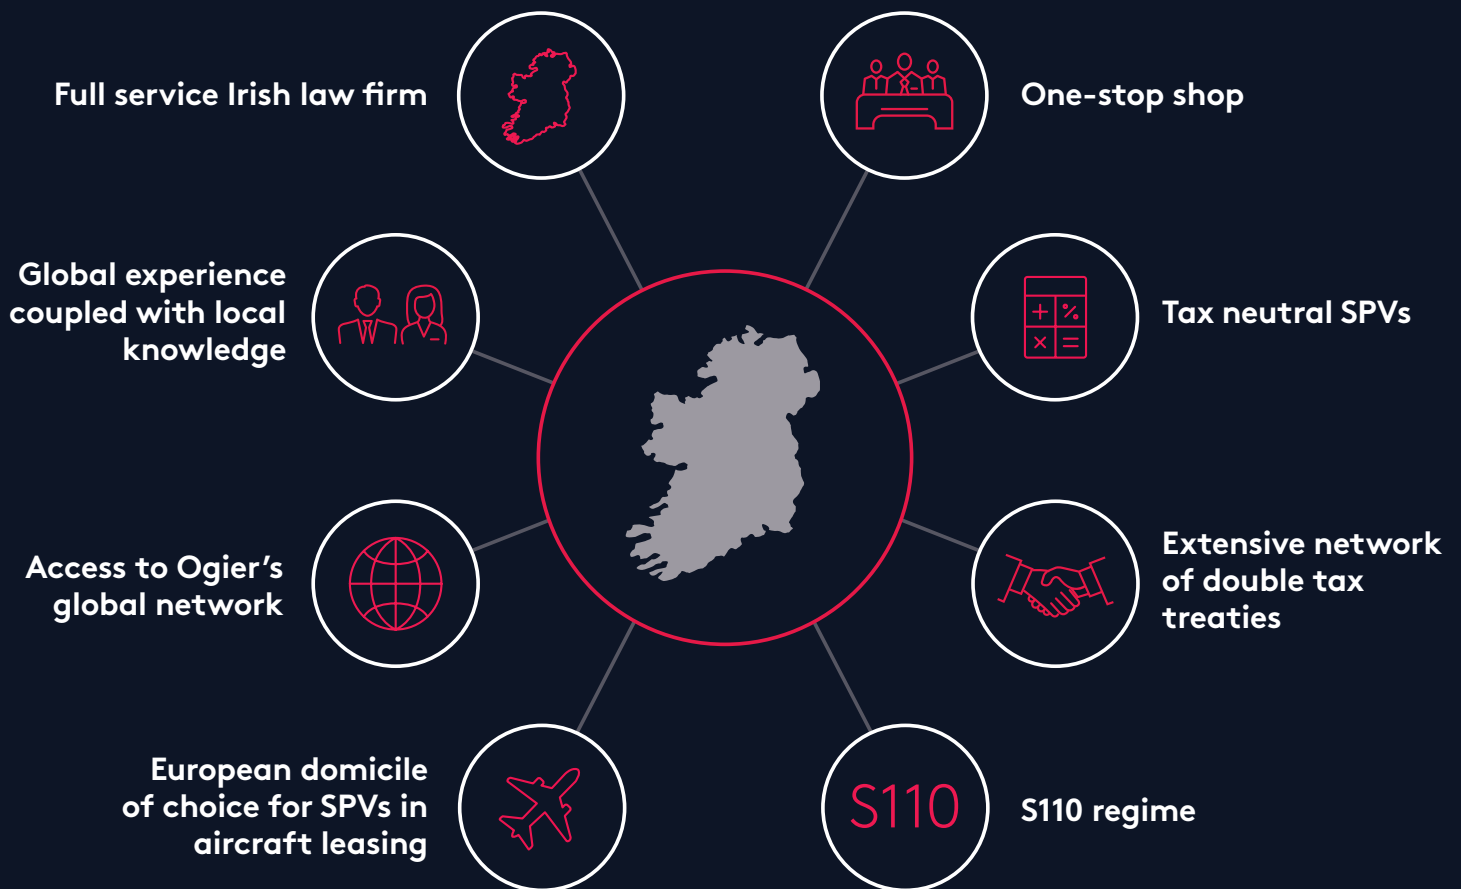 Full service Irish law firm
One-stop shop
Global experience
coupled with local
knowledge
Tax neutral SPVs
Access to Ogier’s
global network
Extensive network
of double tax
treaties
European domicile
of choice for SPVs in
aircraft leasing
S110
S110 regime